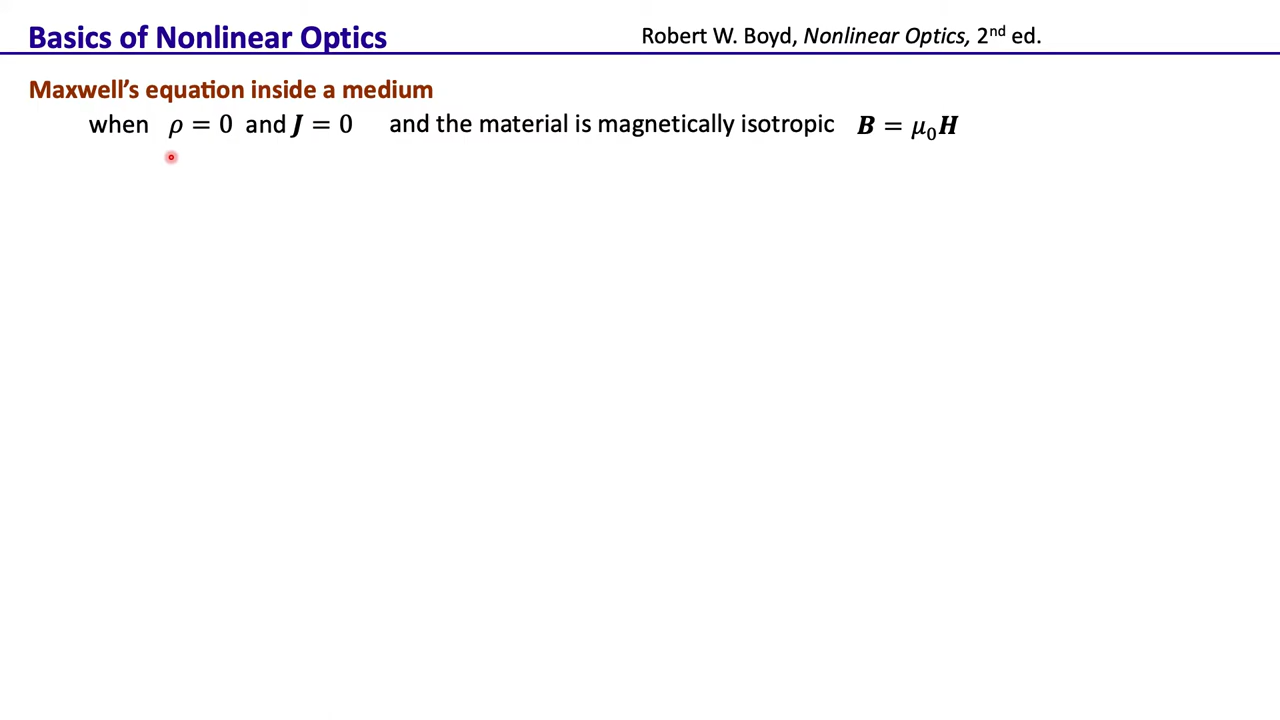 Basics of Nonlinear Optics
Robert W. Boyd, Nonlinear Optics, 2nd ed.
Maxwell's equation inside a medium
when ρ = 0 and J = 0 and the material is magnetically isotropic B = μ₀H